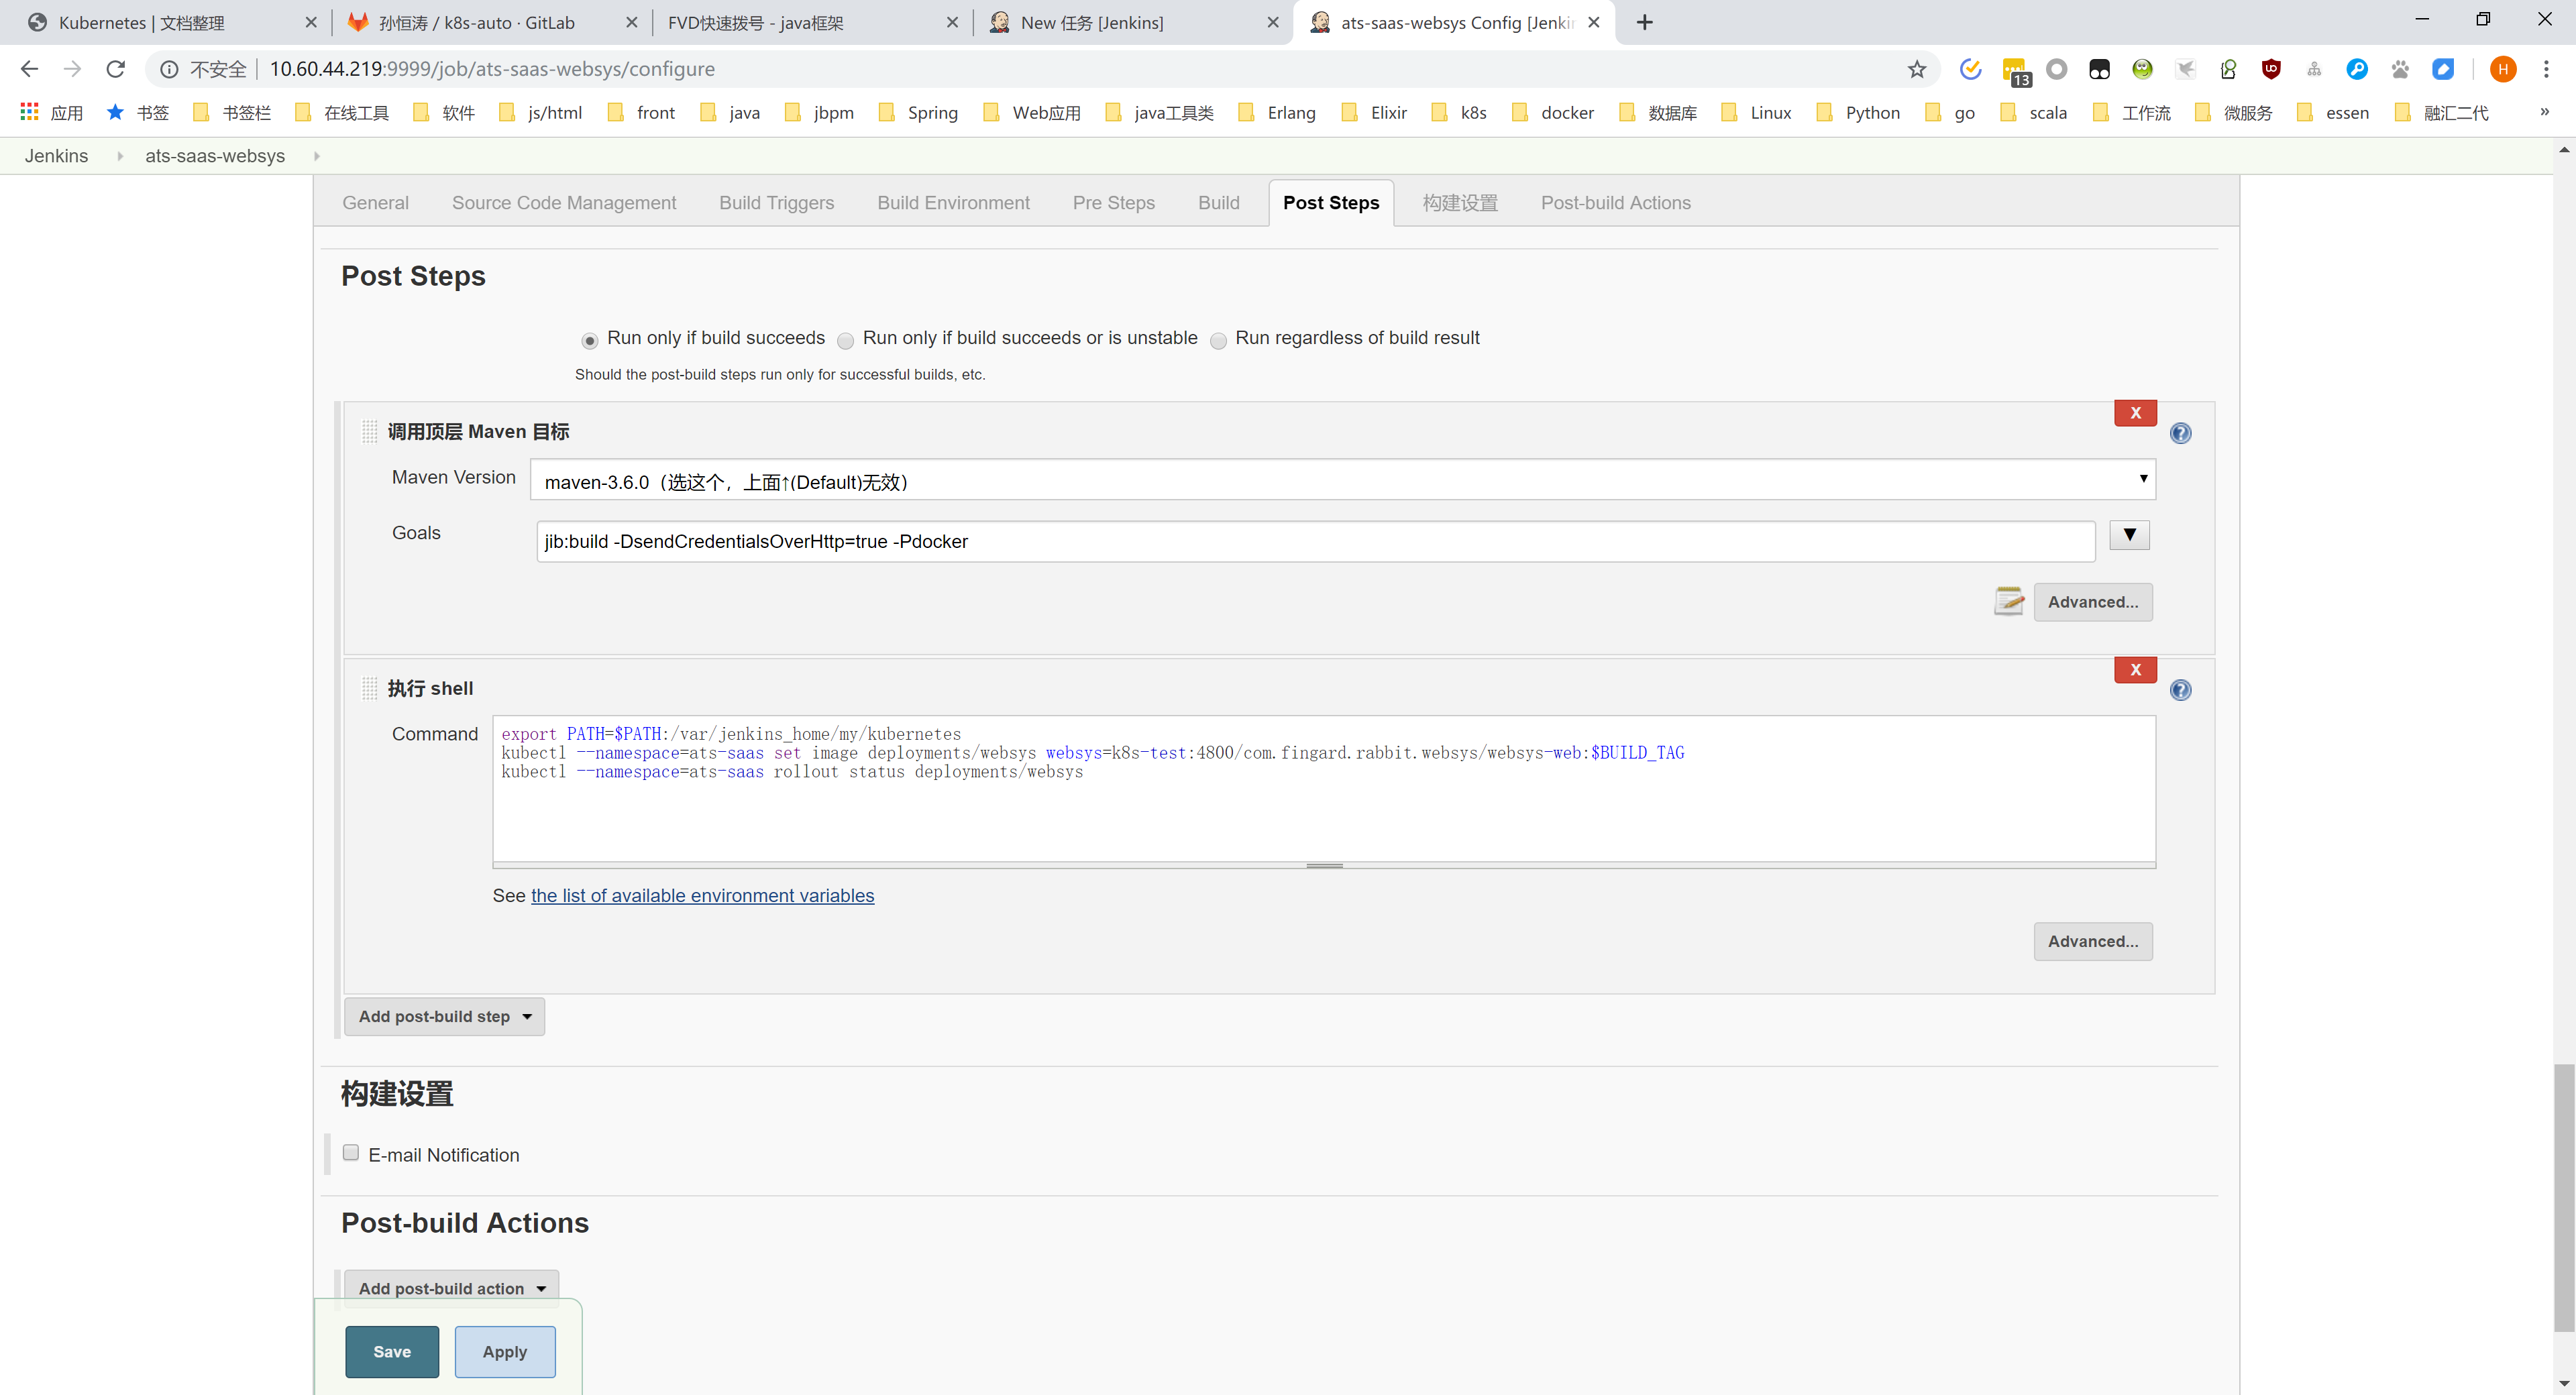 Kubernetes | 文档整理
孙恒涛 / k8s-auto · GitLab
FVD快速拨号 - java框架
New 任务 [Jenkins]
ats-saas-websys Config [Jenkin
不安全 | 10.60.44.219:9999/job/ats-saas-websys/configure
13
H
应用 书签 书签栏 在线工具 软件 js/html front java jbpm Spring Web应用 java工具类 Erlang Elixir k8s docker 数据库 Linux Python go scala 工作流 微服务 essen 融汇二代 »
Jenkins ats-saas-websys
General Source Code Management Build Triggers Build Environment Pre Steps Build Post Steps 构建设置 Post-build Actions
Post Steps
Run only if build succeeds Run only if build succeeds or is unstable Run regardless of build result
Should the post-build steps run only for successful builds, etc.
X
调用顶层 Maven 目标
Maven Version maven-3.6.0（选这个，上面↑(Default)无效）
Goals jib:build -DsendCredentialsOverHttp=true -Pdocker
Advanced...
X
执行 shell
Command
export PATH=$PATH:/var/jenkins_home/my/kubernetes
kubectl --namespace=ats-saas set image deployments/websys websys=k8s-test:4800/com.fingard.rabbit.websys/websys-web:$BUILD_TAG
kubectl --namespace=ats-saas rollout status deployments/websys
See the list of available environment variables
Advanced...
Add post-build step
构建设置
E-mail Notification
Post-build Actions
Add post-build action
Save Apply